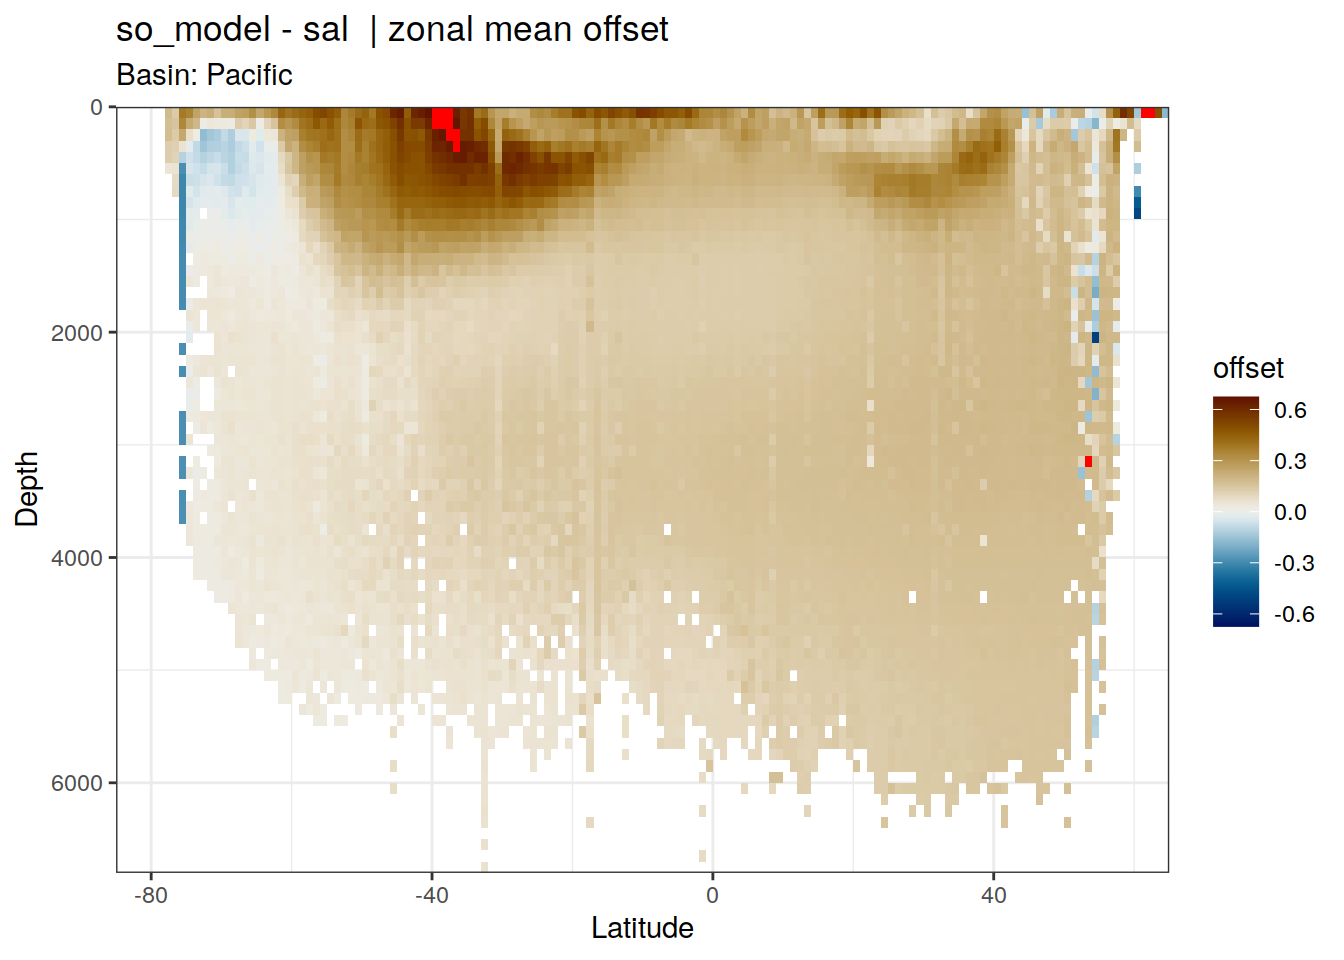 so_model - sal | zonal mean offset
Basin: Pacific
0
2000
4000
6000
Depth
-80
-40
0
40
Latitude
offset
0.6
0.3
0.0
-0.3
-0.6